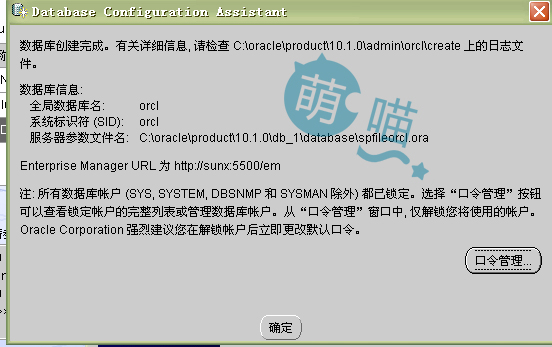 Database Configuration Assistant
数据库创建完成。有关详细信息, 请检查 C:\oracle\product\10.1.0\admin\orcl\create 上的日志文
件。
数据库信息:
全局数据库名: orcl
系统标识符 (SID): orcl
服务器参数文件名: C:\oracle\product\10.1.0\db_1\database\spfileorcl.ora
Enterprise Manager URL 为 http://sunx:5500/em
注: 所有数据库帐户 (SYS, SYSTEM, DBSNMP 和 SYSMAN 除外) 都已锁定。选择“口令管理”按钮
可以查看锁定帐户的完整列表或管理数据库帐户。从“口令管理”窗口中, 仅解锁您将使用的帐户。
Oracle Corporation 强烈建议您在解锁帐户后立即更改默认口令。
口令管理...
确定
萌喵